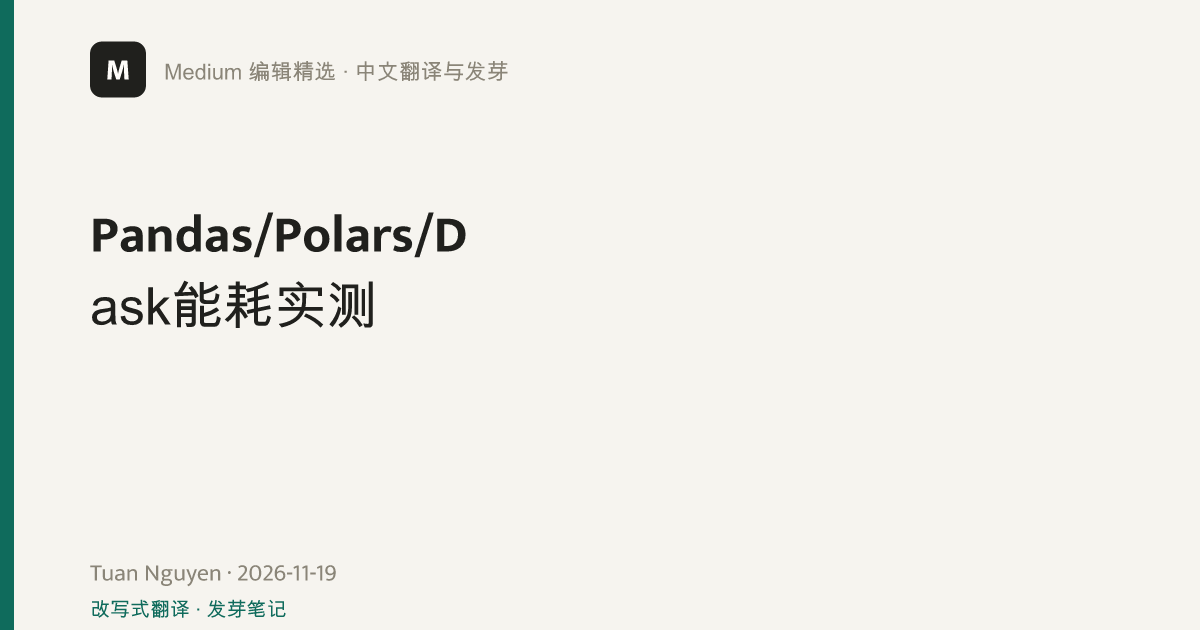 M
Medium 编辑精选 · 中文翻译与发芽
Pandas/Polars/D
ask能耗实测
Tuan Nguyen · 2026-11-19
改写式翻译 · 发芽笔记